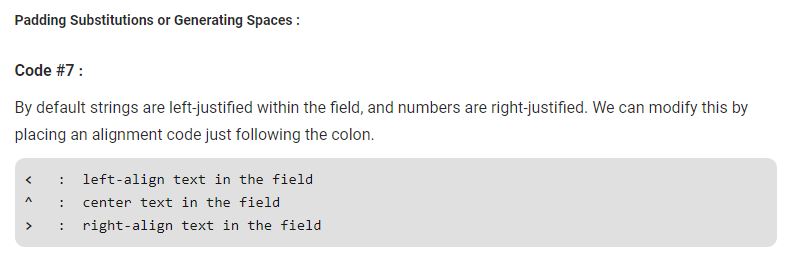 Padding Substitutions or Generating Spaces :
Code #7 :
By default strings are left-justified within the field, and numbers are right-justified. We can modify this by
placing an alignment code just following the colon.
<   :  left-align text in the field
^   :  center text in the field
>   :  right-align text in the field